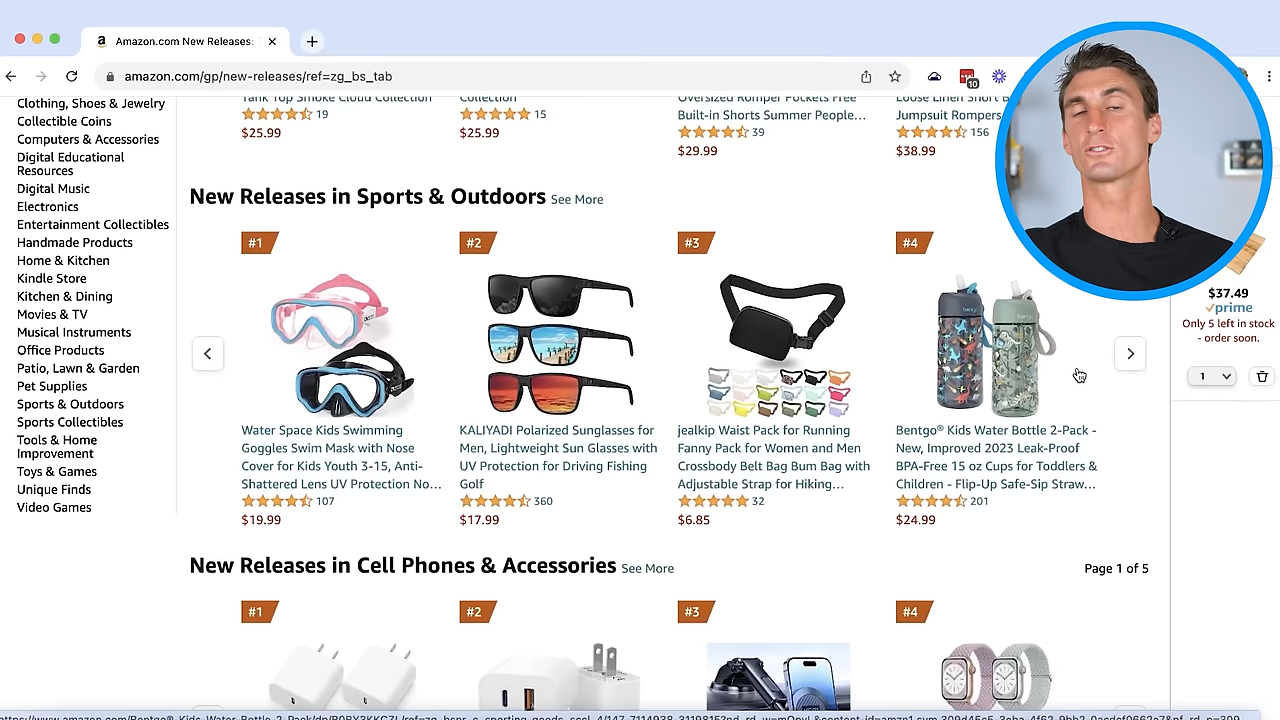 Amazon.com New Releases:
amazon.com/gp/new-releases/ref=zg_bs_tab
10
Clothing, Shoes & Jewelry
Collectible Coins
Computers & Accessories
Digital Educational
Resources
Digital Music
Electronics
Entertainment Collectibles
Handmade Products
Home & Kitchen
Kindle Store
Kitchen & Dining
Movies & TV
Musical Instruments
Office Products
Patio, Lawn & Garden
Pet Supplies
Sports & Outdoors
Sports Collectibles
Tools & Home
Improvement
Toys & Games
Unique Finds
Video Games
Tank Top Smoke Cloud Collection
19
$25.99
Collection
15
$25.99
Oversized Romper Pockets Free
Built-in Shorts Summer People…
39
$29.99
Loose Linen Short
Jumpsuit Rompers
156
$38.99
New Releases in Sports & Outdoors See More
#1
Water Space Kids Swimming
Goggles Swim Mask with Nose
Cover for Kids Youth 3-15, Anti-
Shattered Lens UV Protection No…
107
$19.99
#2
KALIYADI Polarized Sunglasses for
Men, Lightweight Sun Glasses with
UV Protection for Driving Fishing
Golf
360
$17.99
#3
jealkip Waist Pack for Running
Fanny Pack for Women and Men
Crossbody Belt Bag Bum Bag with
Adjustable Strap for Hiking…
32
$6.85
#4
Bentgo® Kids Water Bottle 2-Pack -
New, Improved 2023 Leak-Proof
BPA-Free 15 oz Cups for Toddlers &
Children - Flip-Up Safe-Sip Straw…
201
$24.99
$37.49
prime
Only 5 left in stock
- order soon.
1
New Releases in Cell Phones & Accessories See More
Page 1 of 5
#1
#2
#3
#4